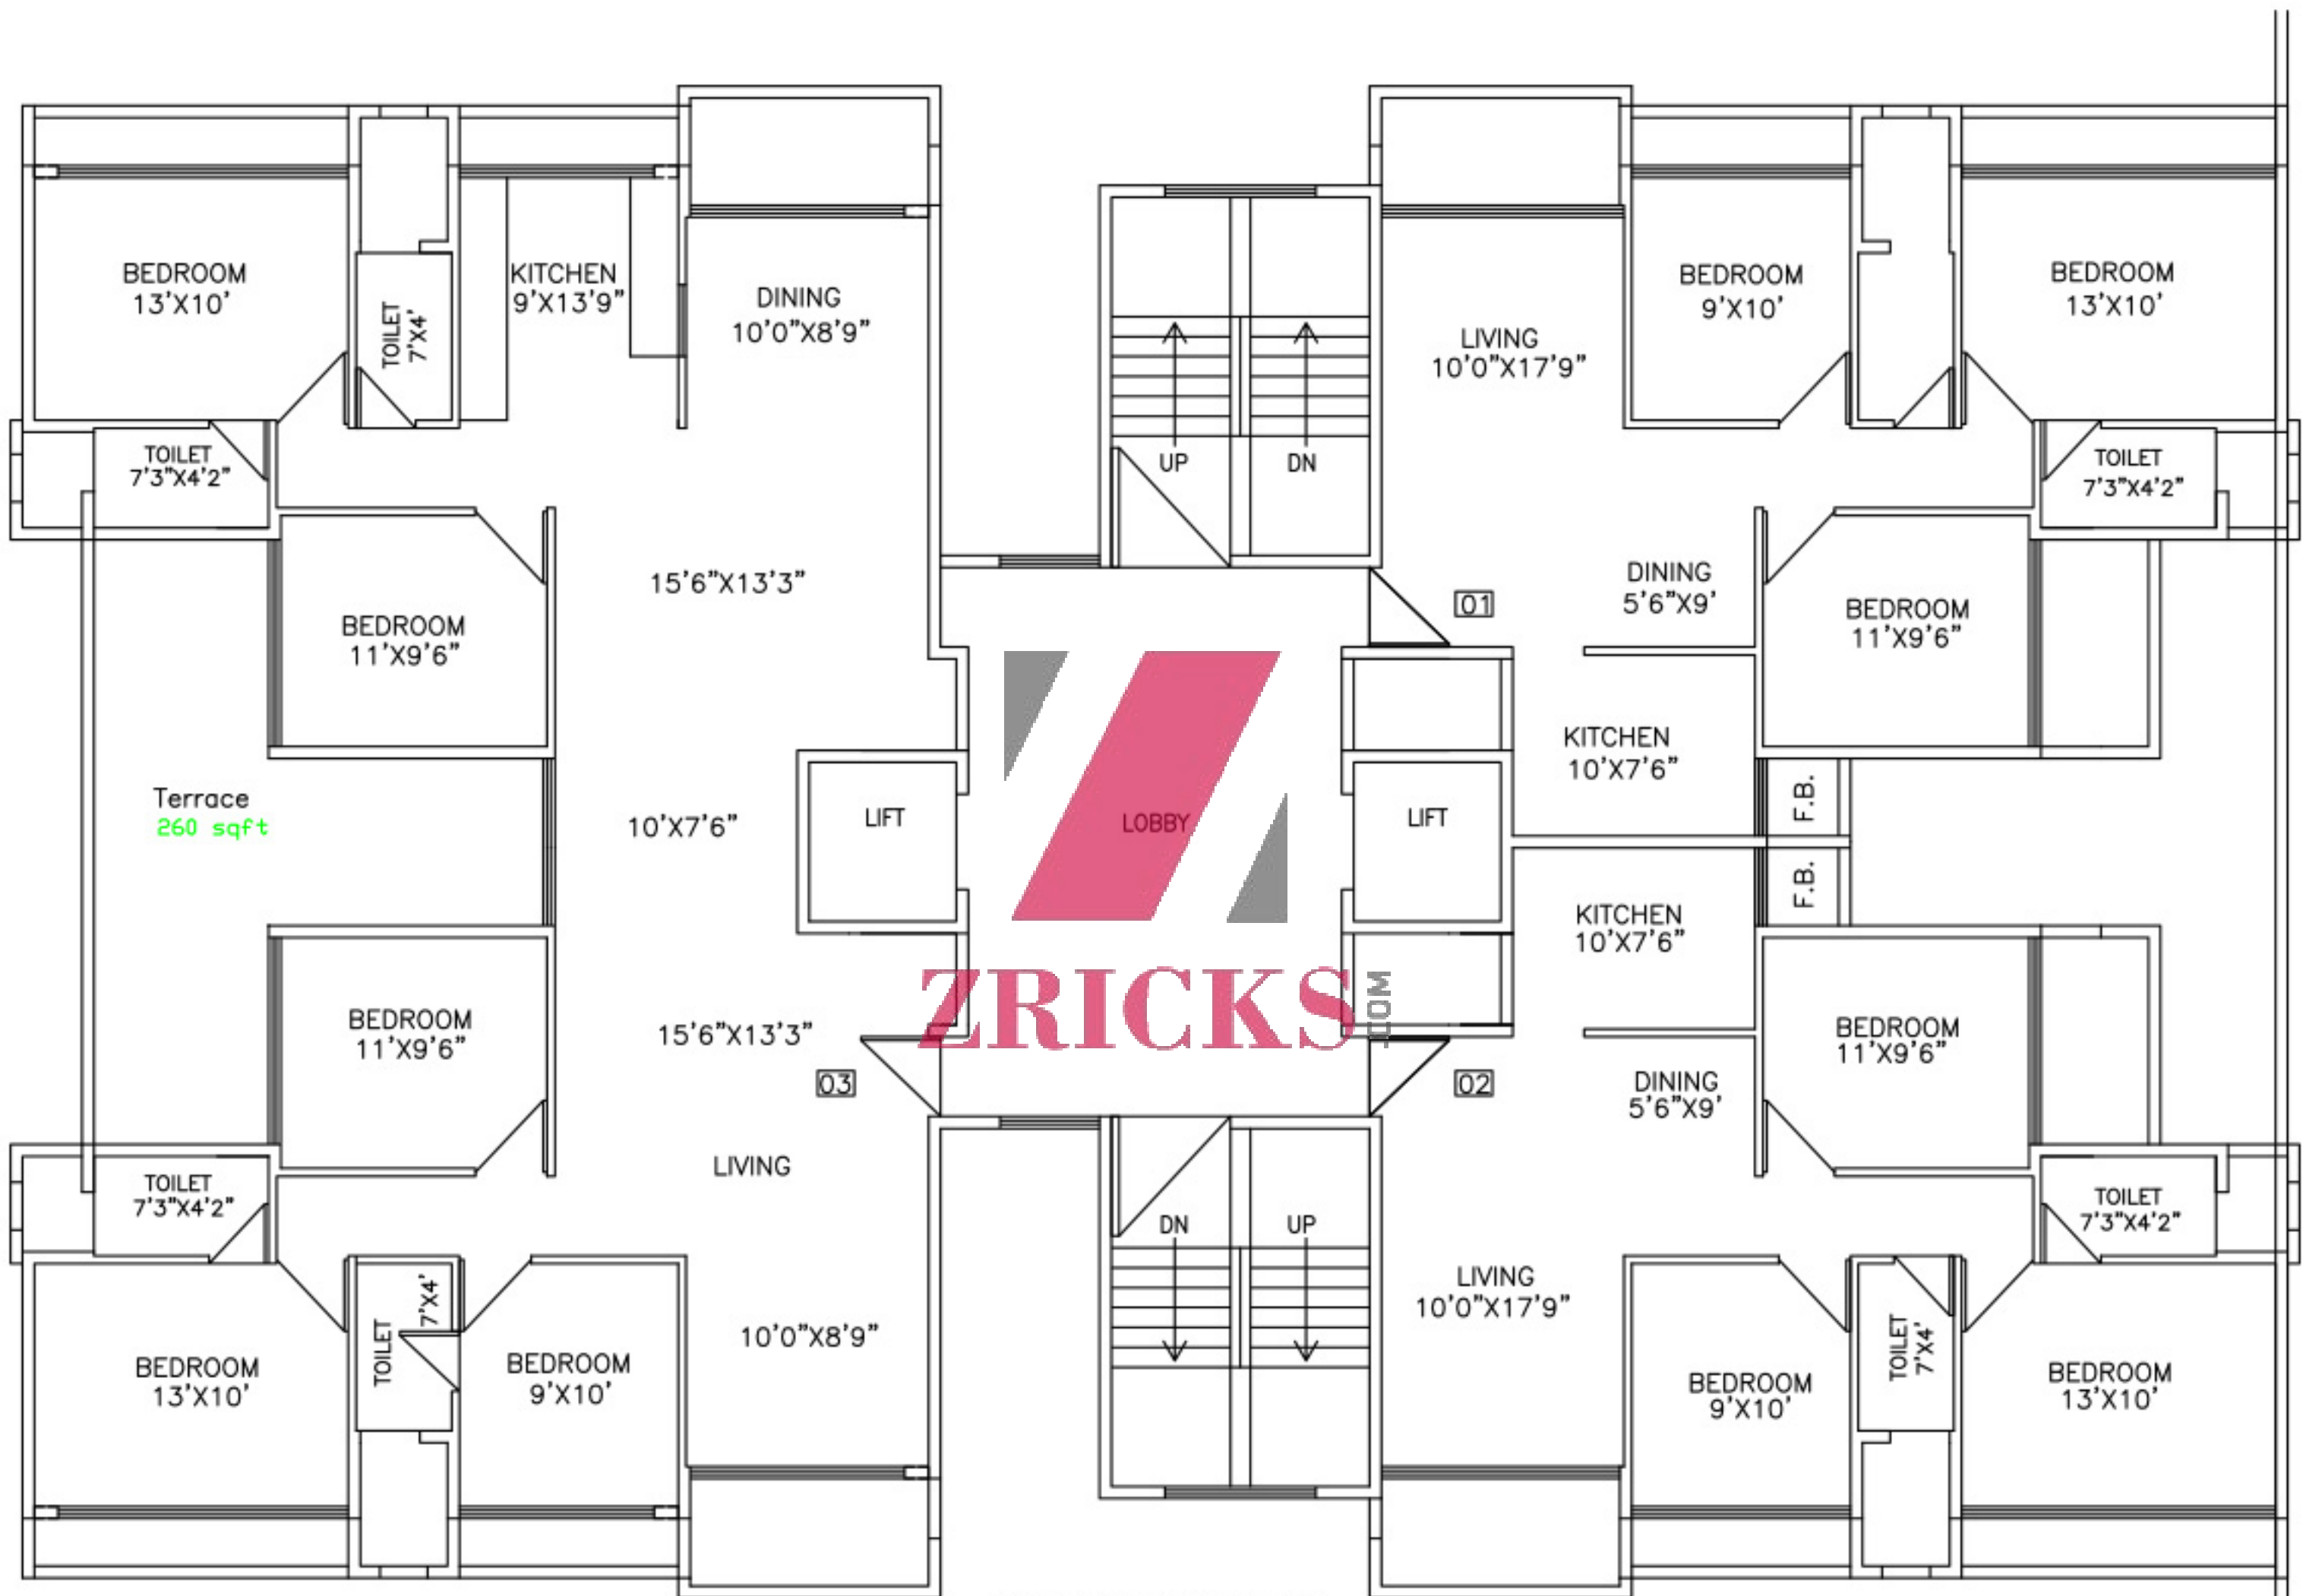 BEDROOM
13'X10'
TOILET
7'X4'
KITCHEN
9'X13'9"
DINING
10'0"X8'9"
LIVING
10'0"X17'9"
BEDROOM
9'X10'
BEDROOM
13'X10'
TOILET
7'3"X4'2"
UP
DN
TOILET
7'3"X4'2"
BEDROOM
11'X9'6"
15'6"X13'3"
01
DINING
5'6"X9'
BEDROOM
11'X9'6"
KITCHEN
10'X7'6"
Terrace
260 sqft
10'X7'6"
LIFT
LOBBY
LIFT
F.B.
F.B.
KITCHEN
10'X7'6"
ZRICKS
.COM
BEDROOM
11'X9'6"
15'6"X13'3"
03
02
DINING
5'6"X9'
BEDROOM
11'X9'6"
LIVING
TOILET
7'3"X4'2"
DN
UP
TOILET
7'3"X4'2"
BEDROOM
13'X10'
TOILET
7'X4'
BEDROOM
9'X10'
10'0"X8'9"
LIVING
10'0"X17'9"
BEDROOM
9'X10'
TOILET
7'X4'
BEDROOM
13'X10'